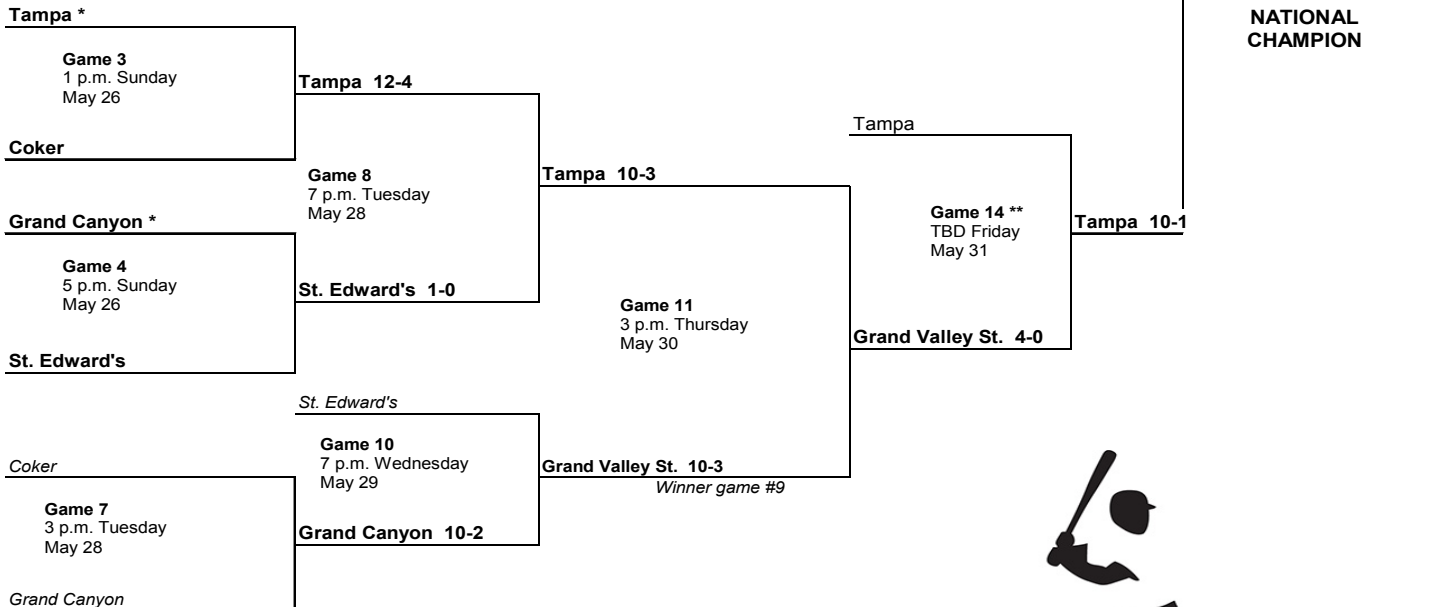 Tampa *
NATIONAL
CHAMPION
Game 3
1 p.m. Sunday
May 26
Tampa 12-4
Coker
Game 8
7 p.m. Tuesday
May 28
Tampa 10-3
Tampa
Grand Canyon *
Game 14 **
TBD Friday
May 31
Tampa 10-1
Game 4
5 p.m. Sunday
May 26
St. Edward's 1-0
Game 11
3 p.m. Thursday
May 30
Grand Valley St. 4-0
St. Edward's
St. Edward's
Game 10
7 p.m. Wednesday
May 29
Grand Valley St. 10-3
Winner game #9
Coker
Game 7
3 p.m. Tuesday
May 28
Grand Canyon 10-2
Grand Canyon